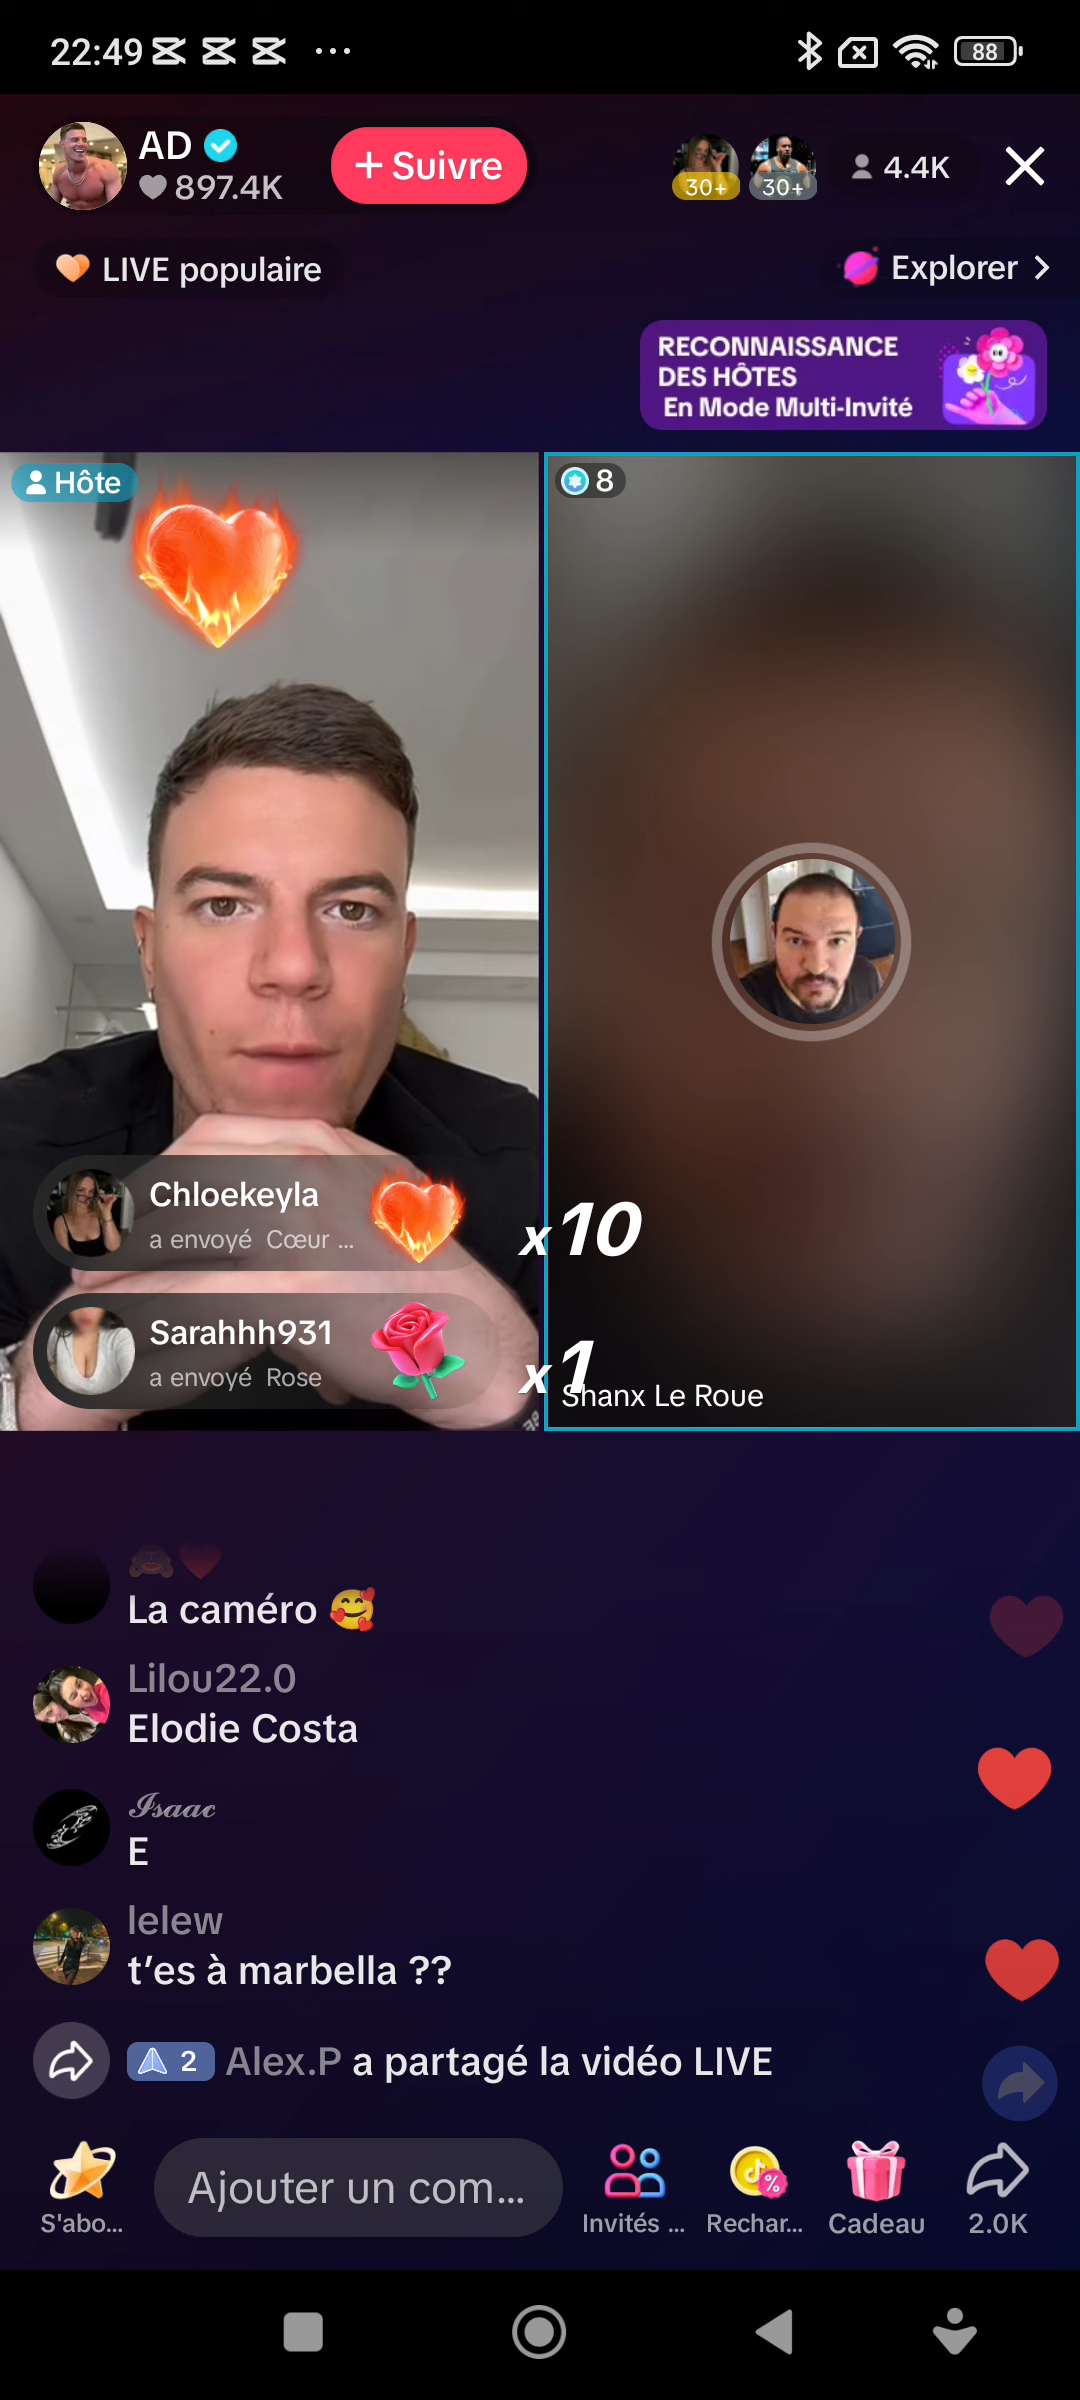 22:49
88
AD
897.4K
+ Suivre
30+
30+
4.4K
LIVE populaire
Explorer
RECONNAISSANCE
DES HÔTES
En Mode Multi-Invité
Hôte
8
Chloekeyla
a envoyé Cœur ...
x10
Sarahhh931
a envoyé Rose
x1
Shanx Le Roue
La caméro 🥰
Lilou22.0
Elodie Costa
𝓘𝓼𝓪𝓪𝓬
E
lelew
t’es à marbella ??
2 Alex.P a partagé la vidéo LIVE
S'abo...
Ajouter un com...
Invités ...
Rechar...
Cadeau
2.0K